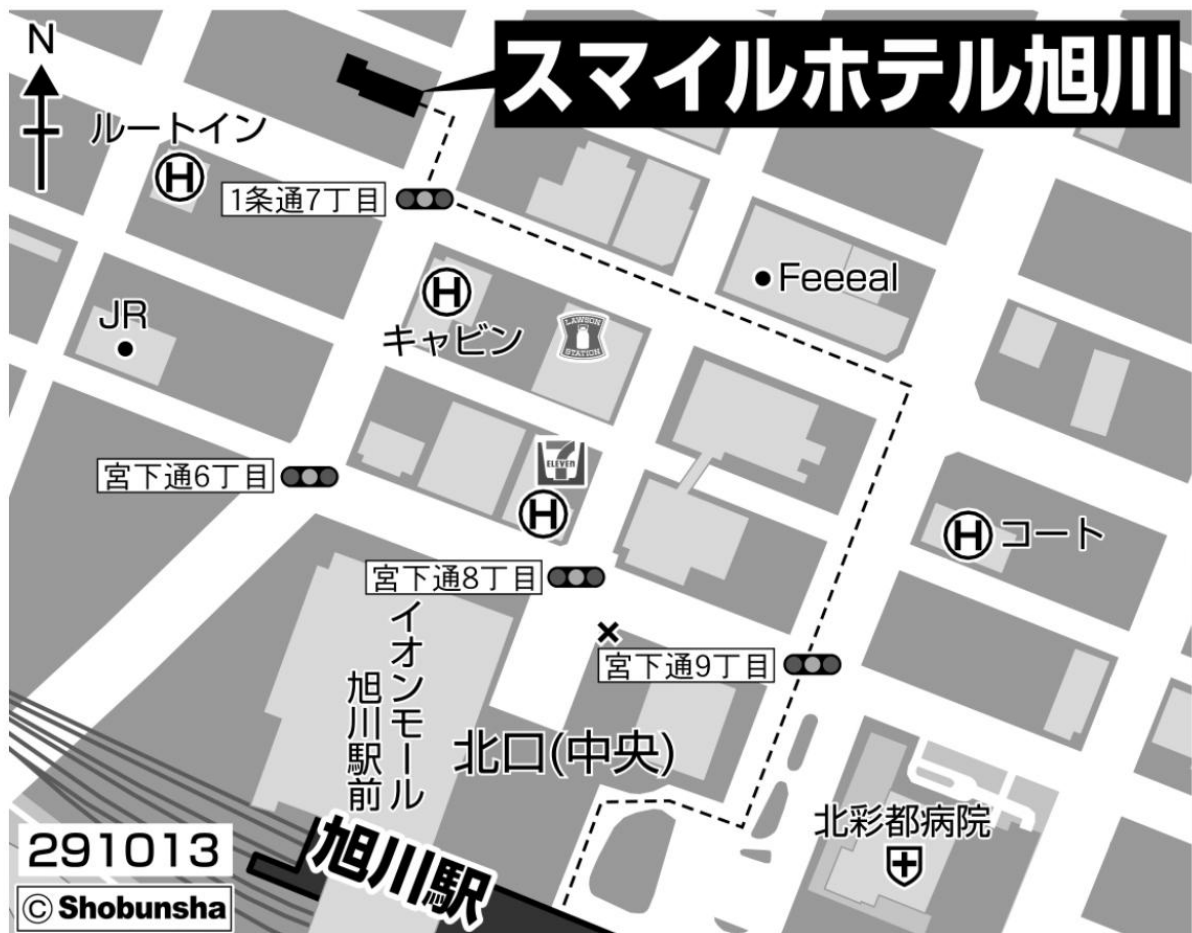 N
スマイルホテル旭川
ルートイン
H
1条通7丁目
Feeeal
H
キャビン
LAWSON
STATION
JR
宮下通6丁目
7
ELEVEN
H
H
コート
宮下通8丁目
宮下通9丁目
イオンモール
旭川駅前
北口(中央)
北彩都病院
旭川駅
291013
© Shobunsha